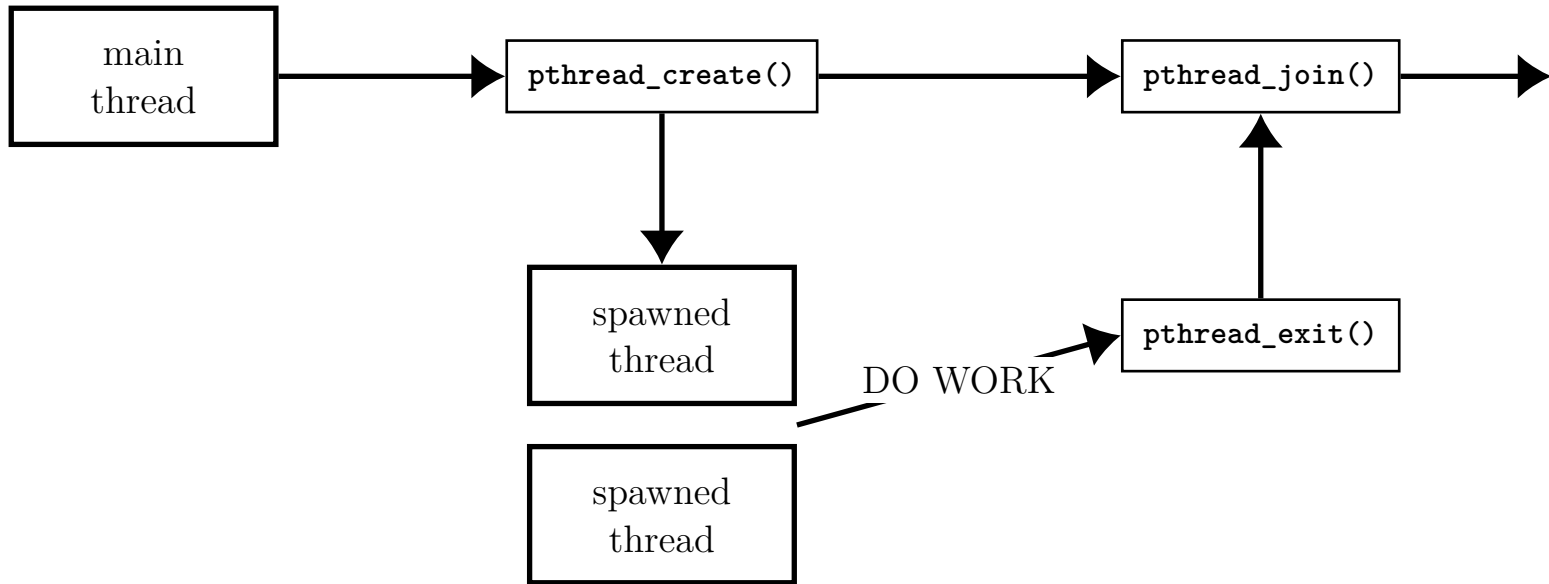 main
thread
pthread_create()
pthread_join()
spawned
thread
DO WORK
pthread_exit()
spawned
thread